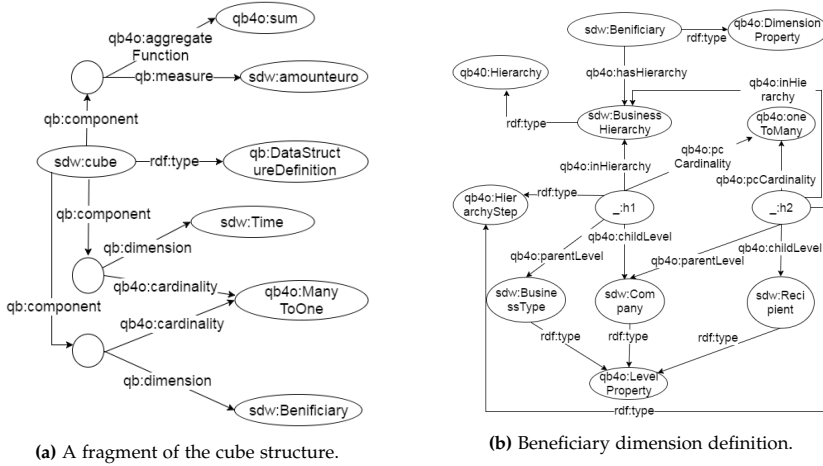 qb4o:sum
qb4o:aggregate
Function
qb:measure
sdw:amounteuro
qb:component
sdw:cube
rdf:type
qb:DataStruct
ureDefinition
qb:component
sdw:Time
qb:dimension
qb4o:cardinality
qb4o:Many
ToOne
qb:component
qb4o:cardinality
qb:dimension
sdw:Benificiary
(a) A fragment of the cube structure.
sdw:Benificiary
rdf:type
qb4o:Dimension
Property
qb4o:hasHierarchy
qb40:Hierarchy
qb4o:inHie
rarchy
sdw:Business
Hierarchy
rdf:type
qb4o:one
ToMany
qb4o:pc
Cardinality
qb4o:inHierarchy
qb4o:pcCardinality
rdf:type
qb4o:Hier
archyStep
_:h1
_:h2
qb4o:childLevel
qb4o:childLevel
qb4o:parentLevel
qb4o:parentLevel
sdw:Busine
ssType
sdw:Com
pany
sdw:Rec
ipient
rdf:type
rdf:type
rdf:type
qb4o:Level
Property
rdf:type
(b) Beneficiary dimension definition.